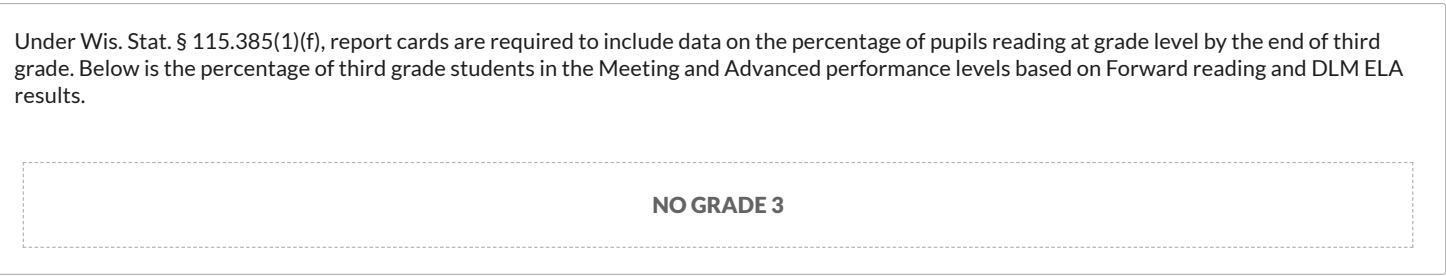 Under Wis. Stat. § 115.385(1)(f), report cards are required to include data on the percentage of pupils reading at grade level by the end of third
grade. Below is the percentage of third grade students in the Meeting and Advanced performance levels based on Forward reading and DLM ELA
results.
NO GRADE 3